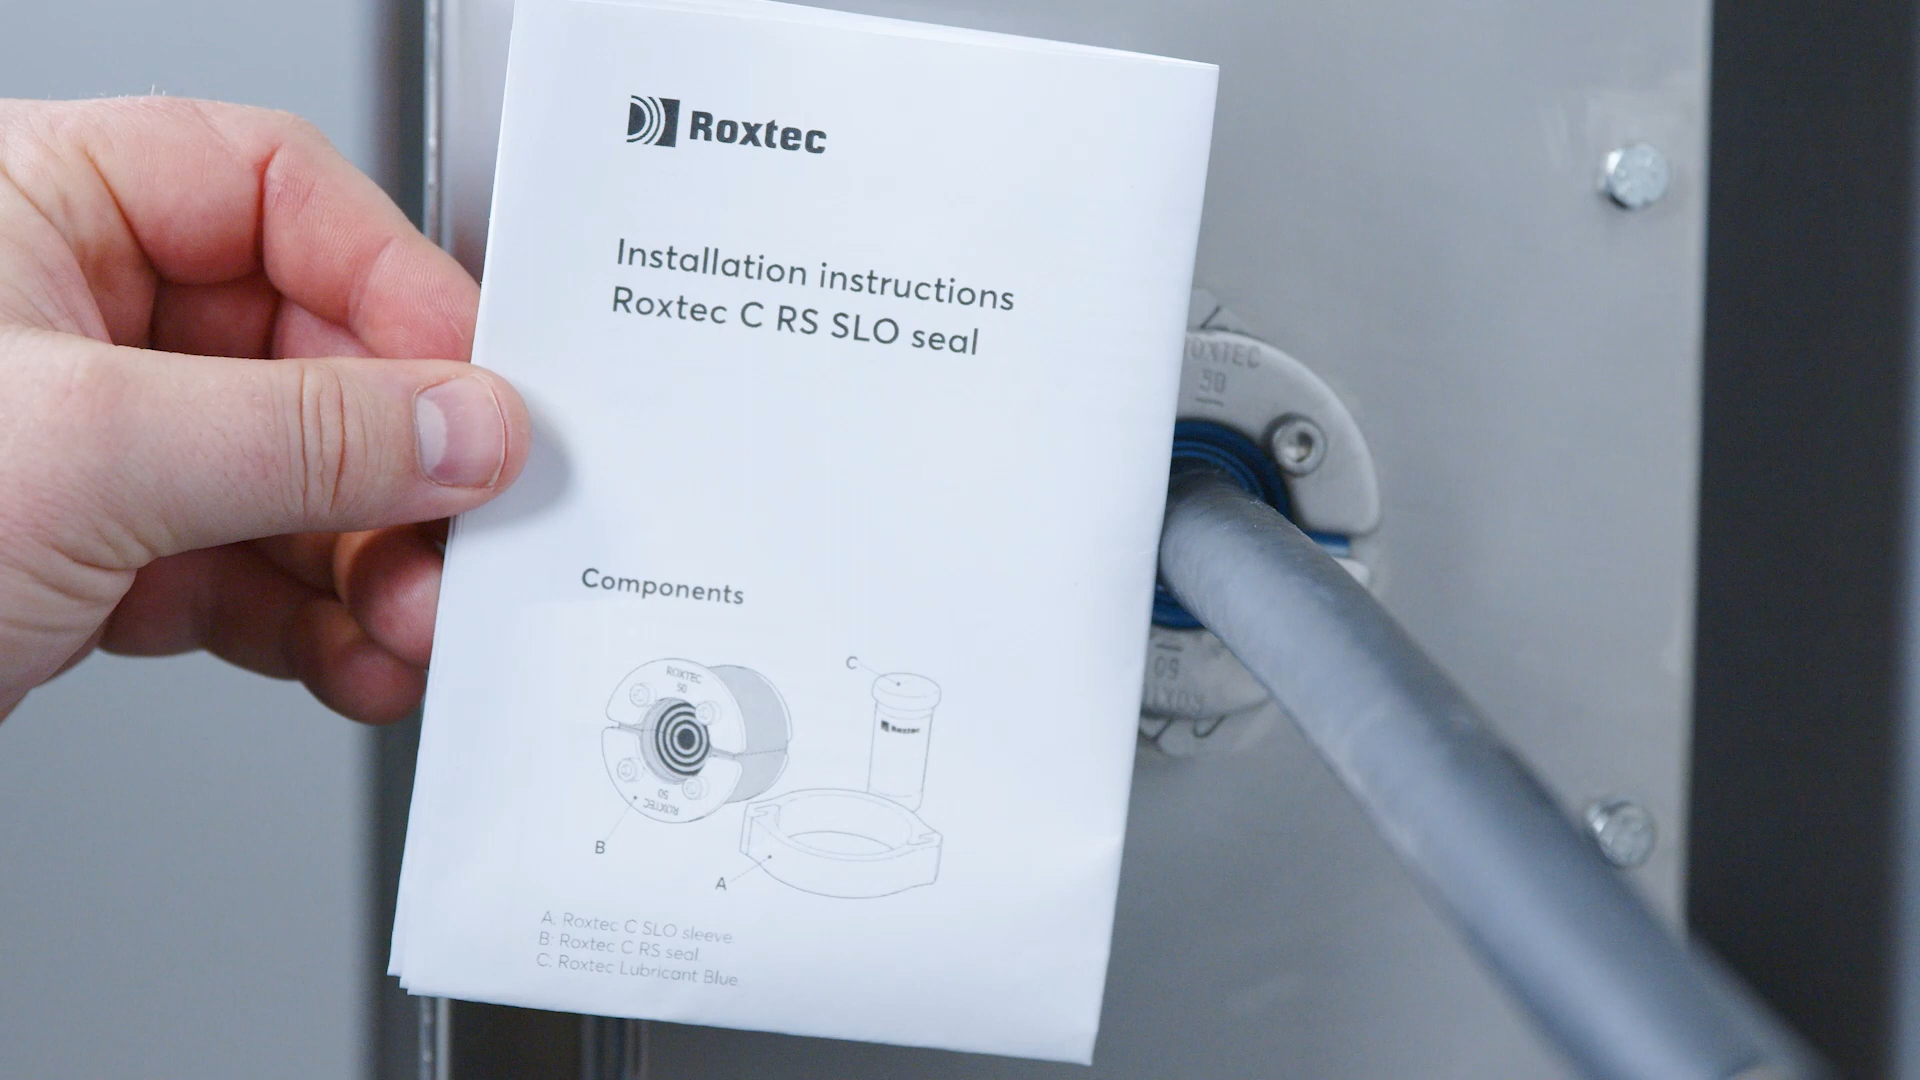 Roxtec
Installation instructions
Roxtec C RS SLO seal
Components
C
ROXTEC
50
Roxtec
50
ROXTEC
B
A
A: Roxtec C SLO sleeve.
B: Roxtec C RS seal
C: Roxtec Lubricant Blue.
ROXTEC
50
50
ROXTEC